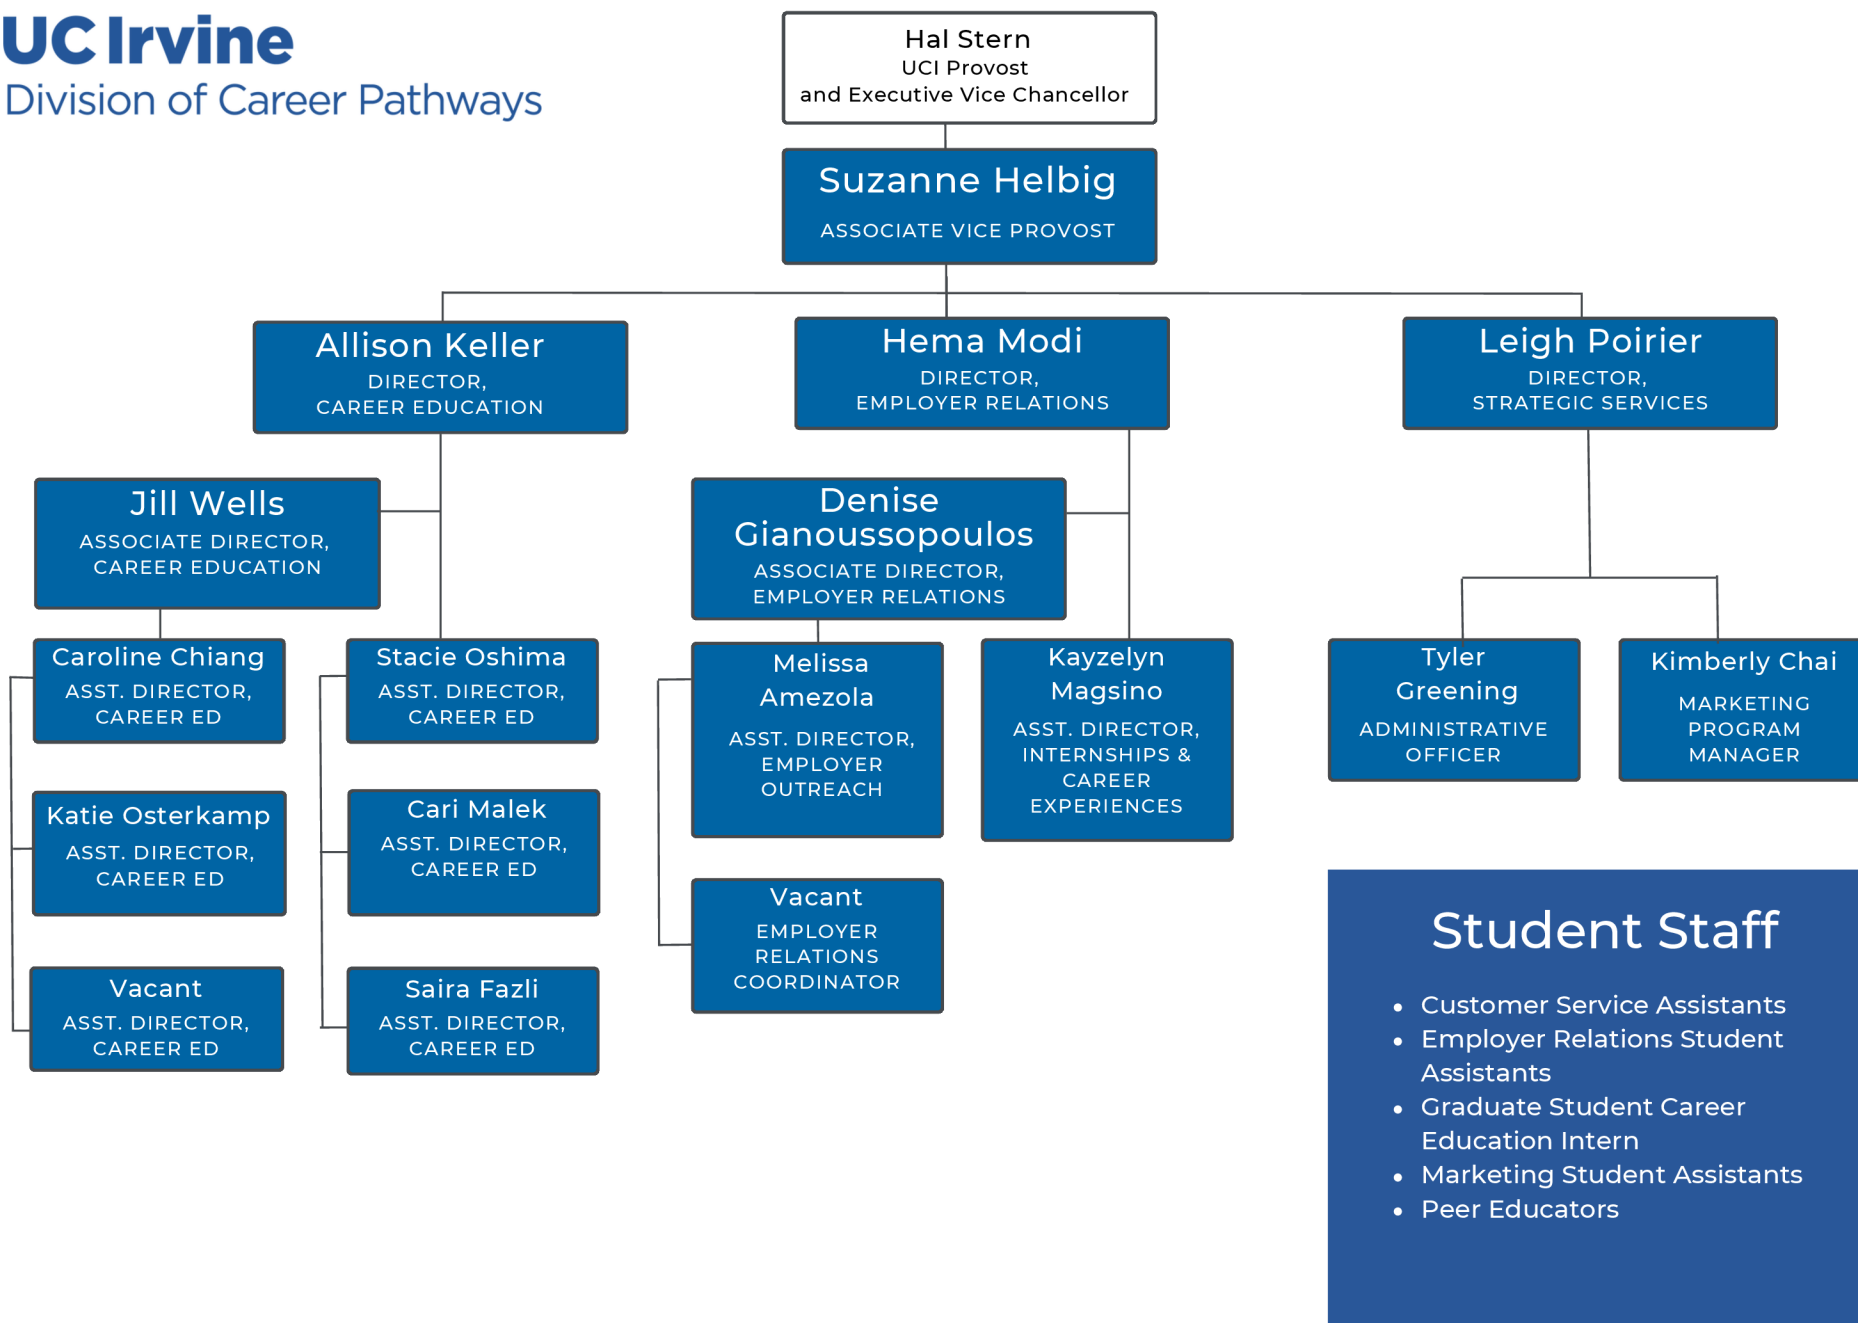 UC Irvine
Division of Career Pathways
Hal Stern
UCI Provost
and Executive Vice Chancellor
Suzanne Helbig
ASSOCIATE VICE PROVOST
Allison Keller
DIRECTOR,
CAREER EDUCATION
Hema Modi
DIRECTOR,
EMPLOYER RELATIONS
Leigh Poirier
DIRECTOR,
STRATEGIC SERVICES
Jill Wells
ASSOCIATE DIRECTOR,
CAREER EDUCATION
Denise
Gianoussopoulos
ASSOCIATE DIRECTOR,
EMPLOYER RELATIONS
Caroline Chiang
ASST. DIRECTOR,
CAREER ED
Stacie Oshima
ASST. DIRECTOR,
CAREER ED
Melissa
Amezola
ASST. DIRECTOR,
EMPLOYER
OUTREACH
Kayzelyn
Magsino
ASST. DIRECTOR,
INTERNSHIPS &
CAREER
EXPERIENCES
Tyler
Greening
ADMINISTRATIVE
OFFICER
Kimberly Chai
MARKETING
PROGRAM
MANAGER
Katie Osterkamp
ASST. DIRECTOR,
CAREER ED
Cari Malek
ASST. DIRECTOR,
CAREER ED
Vacant
EMPLOYER
RELATIONS
COORDINATOR
Vacant
ASST. DIRECTOR,
CAREER ED
Saira Fazli
ASST. DIRECTOR,
CAREER ED
Student Staff
• Customer Service Assistants
• Employer Relations Student
Assistants
• Graduate Student Career
Education Intern
• Marketing Student Assistants
• Peer Educators